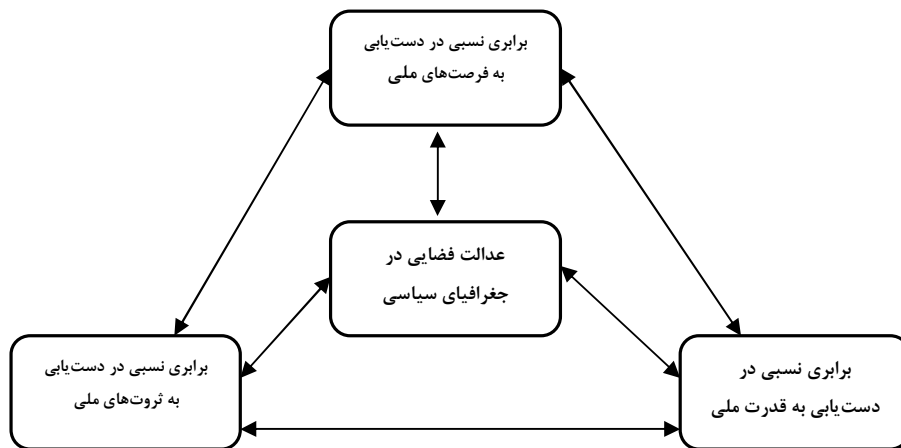 برابری نسبی در دست‌یابی
به فرصت‌های ملی
عدالت فضایی در
جغرافیای سیاسی
برابری نسبی در
دست‌یابی به قدرت ملی
برابری نسبی در دست‌یابی
به ثروت‌های ملی